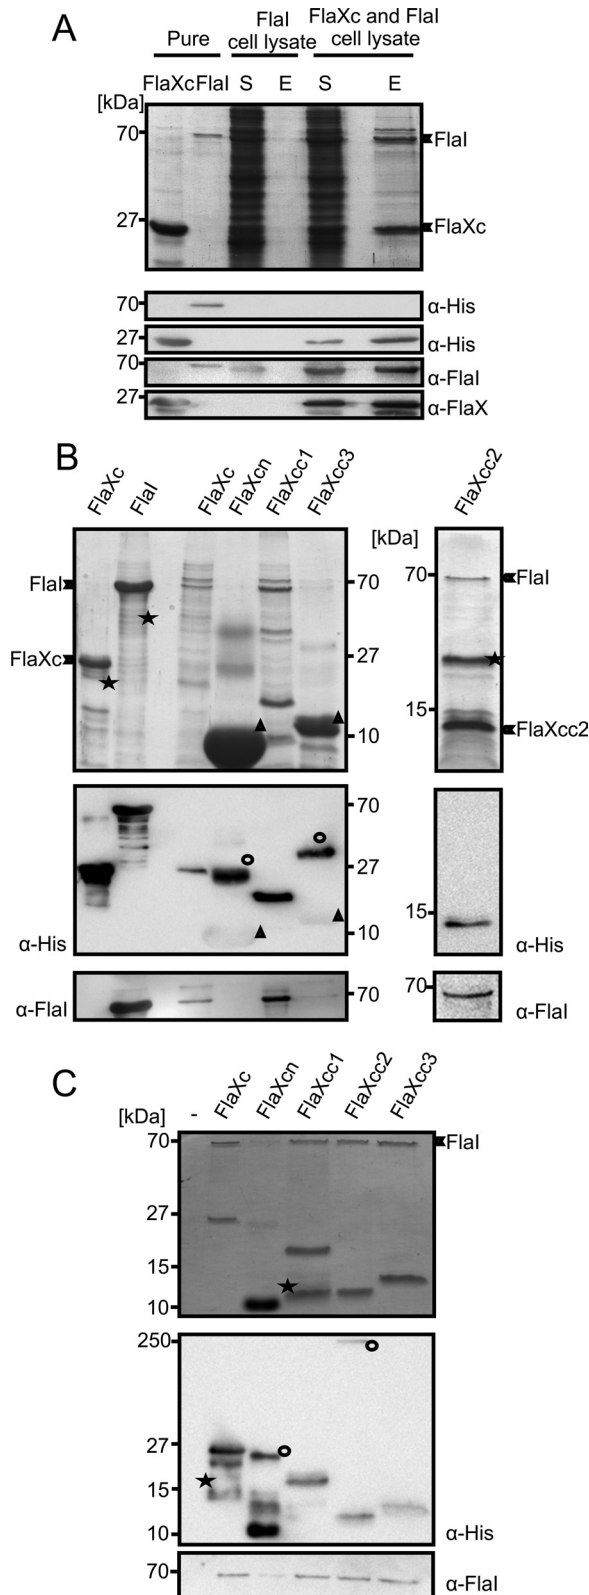 A
Pure
FlaI cell lysate
FlaXc and FlaI cell lysate
FlaXc FlaI S E S E
[kDa]
70
FlaI
27
FlaXc
70 α-His
27 α-His
70 α-FlaI
27 α-FlaX
B
FlaXc FlaI FlaXc FlaXcn FlaXcc1 FlaXcc3 FlaXcc2
[kDa]
FlaI 70 70 FlaI
FlaXc 27
15
10 FlaXcc2
70
27
15
10
α-His α-His
α-FlaI 70 70 α-FlaI
C
[kDa] - FlaXc FlaXcn FlaXcc1 FlaXcc2 FlaXcc3
70 FlaI
27
15
10
250
27
15
10 α-His
70 α-FlaI